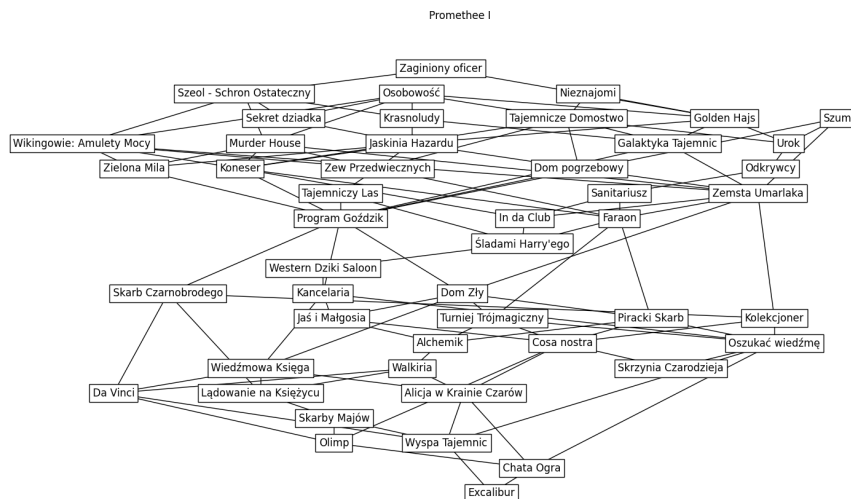 Promethee I
Zaginiony oficer
Szeol - Schron Ostateczny
Osobowość
Nieznajomi
Sekret dziadka
Krasnoludy
Tajemnicze Domostwo
Golden Hajs
Szum
Wikingowie: Amulety Mocy
Murder House
Jaskinia Hazardu
Galaktyka Tajemnic
Urok
Zielona Mila
Koneser
Zew Przedwiecznych
Dom pogrzebowy
Odkrywcy
Tajemniczy Las
Sanitariusz
Zemsta Umarlaka
Program Goździk
In da Club
Faraon
Śladami Harry'ego
Western Dziki Saloon
Skarb Czarnobrodego
Kancelaria
Dom Zły
Jaś i Małgosia
Turniej Trójmagiczny
Piracki Skarb
Kolekcjoner
Alchemik
Cosa nostra
Oszukać wiedźmę
Wiedźmowa Księga
Walkiria
Skrzynia Czarodzieja
Da Vinci
Lądowanie na Księżycu
Alicja w Krainie Czarów
Skarby Majów
Olimp
Wyspa Tajemnic
Chata Ogra
Excalibur